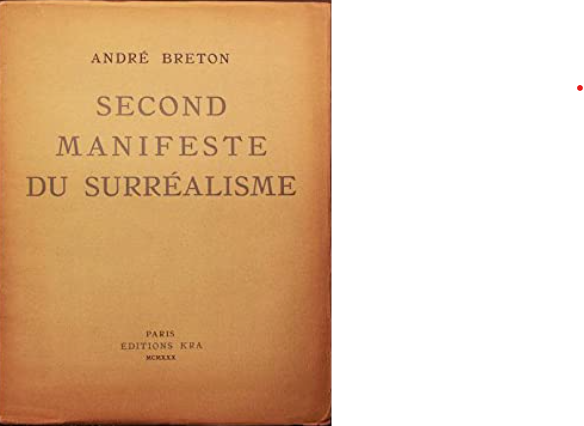 ANDRÉ BRETON
SECOND
MANIFESTE
DU SURRÉALISME
PARIS
EDITIONS KRA
MCMXXX